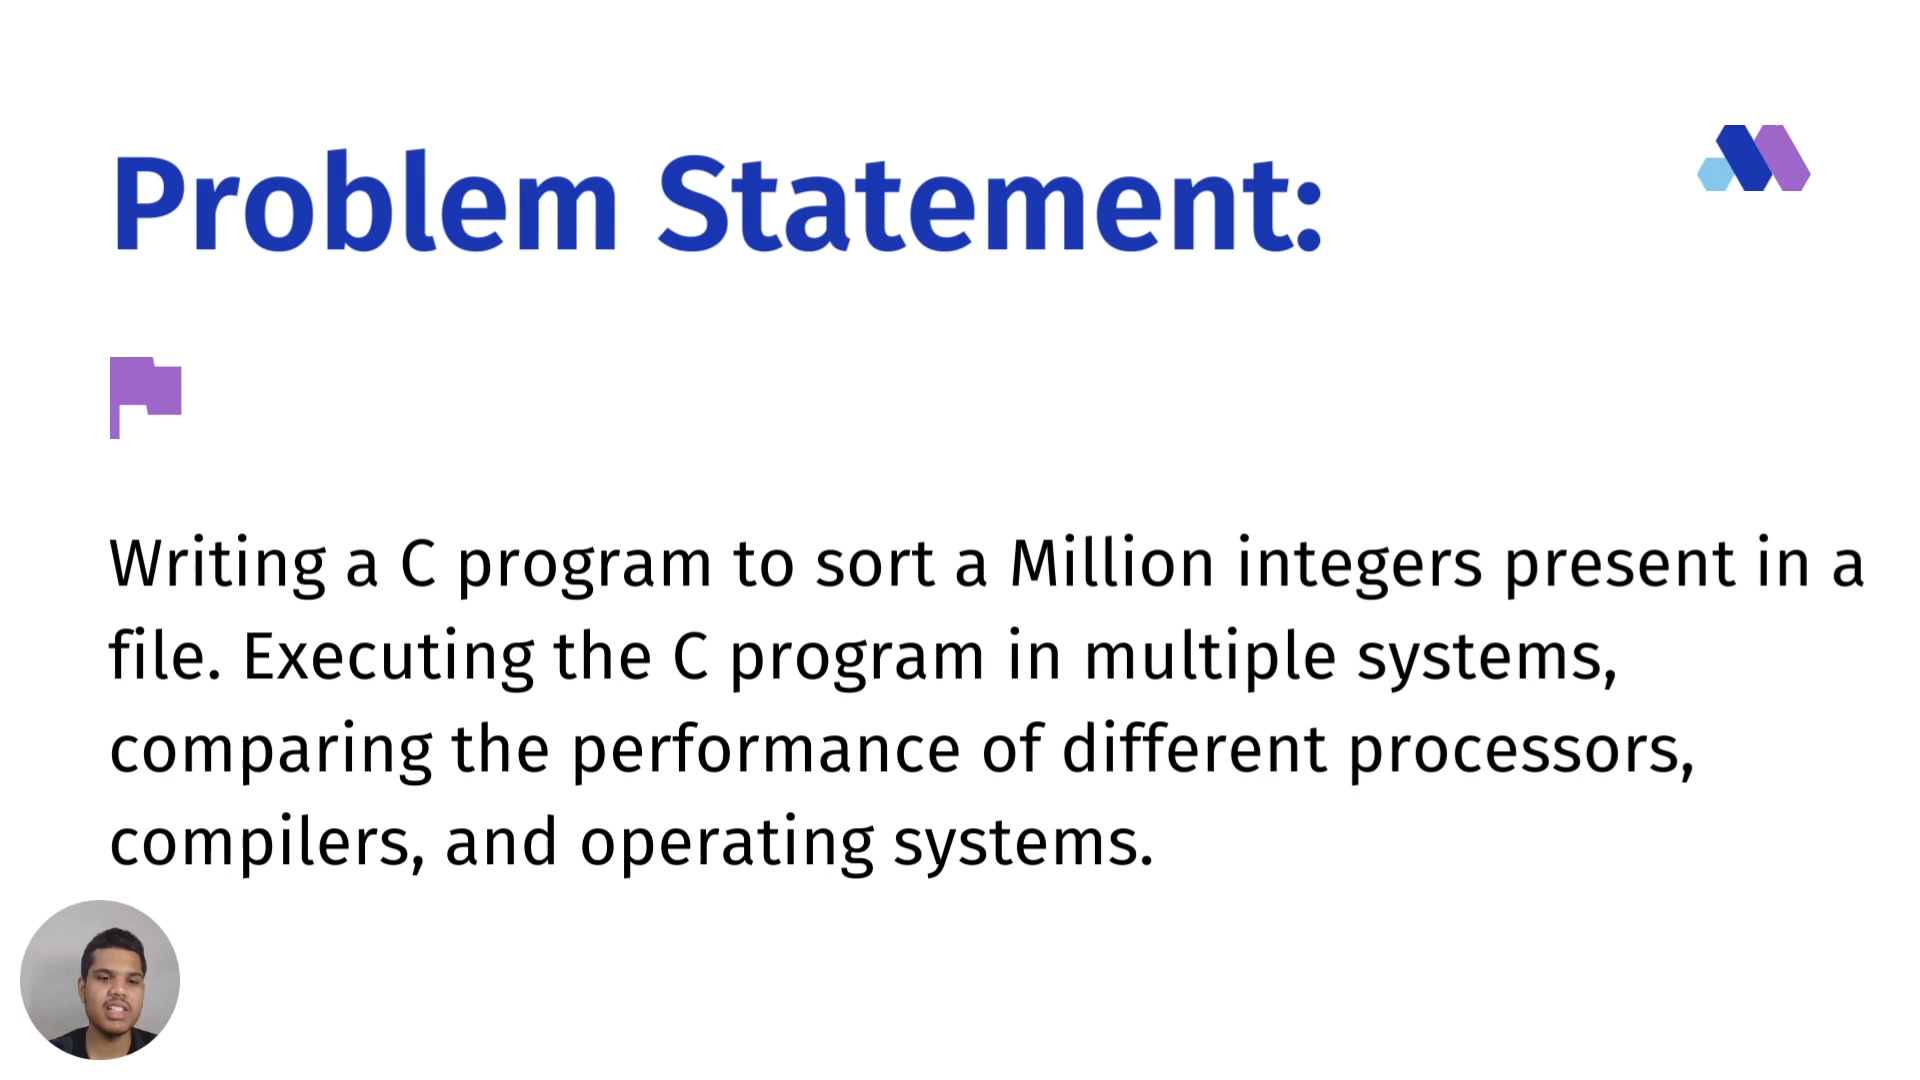 Problem Statement:
Writing a C program to sort a Million integers present in a
file. Executing the C program in multiple systems,
comparing the performance of different processors,
compilers, and operating systems.